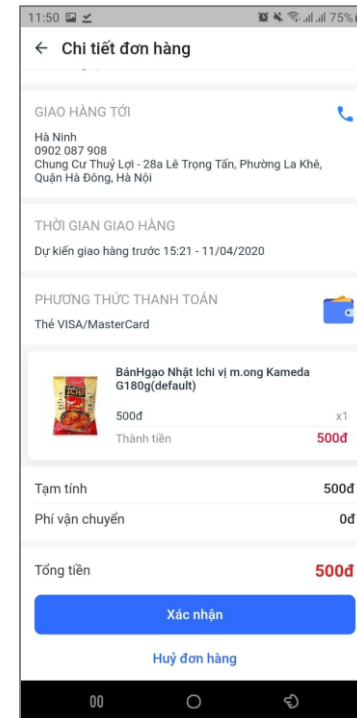 11:50
75%
Chi tiết đơn hàng
GIAO HÀNG TỚI
Hà Ninh
0902 087 908
Chung Cư Thuỷ Lợi - 28a Lê Trọng Tấn, Phường La Khê,
Quận Hà Đông, Hà Nội
THỜI GIAN GIAO HÀNG
Dự kiến giao hàng trước 15:21 - 11/04/2020
PHƯƠNG THỨC THANH TOÁN
Thẻ VISA/MasterCard
ICHI
BánHgạo Nhật Ichi vị m.ong Kameda
G180g(default)
500đ x1
Thành tiền 500đ
Tạm tính 500đ
Phí vận chuyển 0đ
Tổng tiền 500đ
Xác nhận
Huỷ đơn hàng